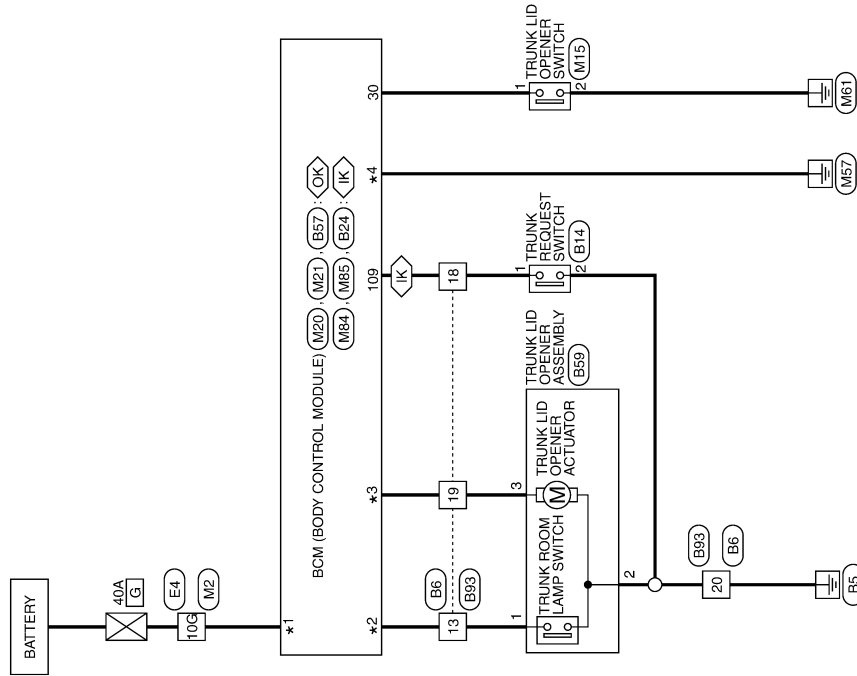 BATTERY
40A
G
10G
E4
M2
*1
BCM (BODY CONTROL MODULE)
M20 , M21 , B57 : OK
M84 , M85 , B24 : IK
*2
*3
109
*4
30
IK
B6
13
B93
19
18
1
3
TRUNK ROOM
LAMP SWITCH
TRUNK LID
OPENER
ACTUATOR
M
TRUNK LID
OPENER
ASSEMBLY
B59
2
1
TRUNK
REQUEST
SWITCH
B14
2
1
TRUNK LID
OPENER
SWITCH
M15
2
B93
20
B6
B5
M57
M61